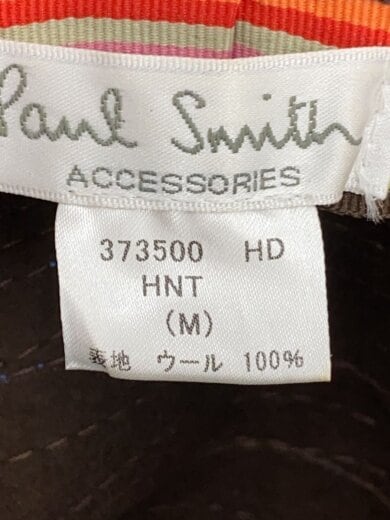 Paul Smith
ACCESSORIES
373500 HD
HNT
(M)
表地 ウール 100%